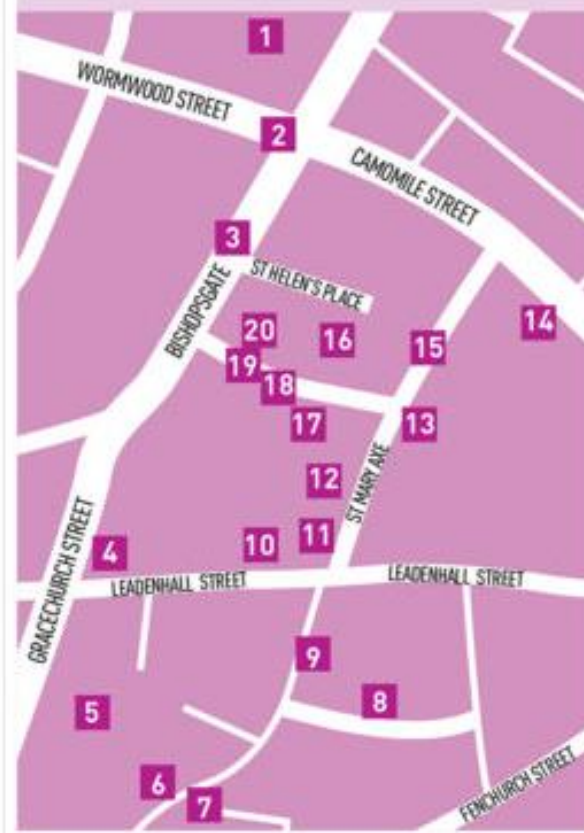 1
WORMWOOD STREET
2
CAMOMILE STREET
3
ST HELEN'S PLACE
BISHOPSGATE
14
20
16
15
19
18
17
13
12
ST MARY AXE
GRACECHURCH STREET
4
10
11
LEADENHALL STREET
LEADENHALL STREET
9
8
5
6
7
FENCHURCH STREET